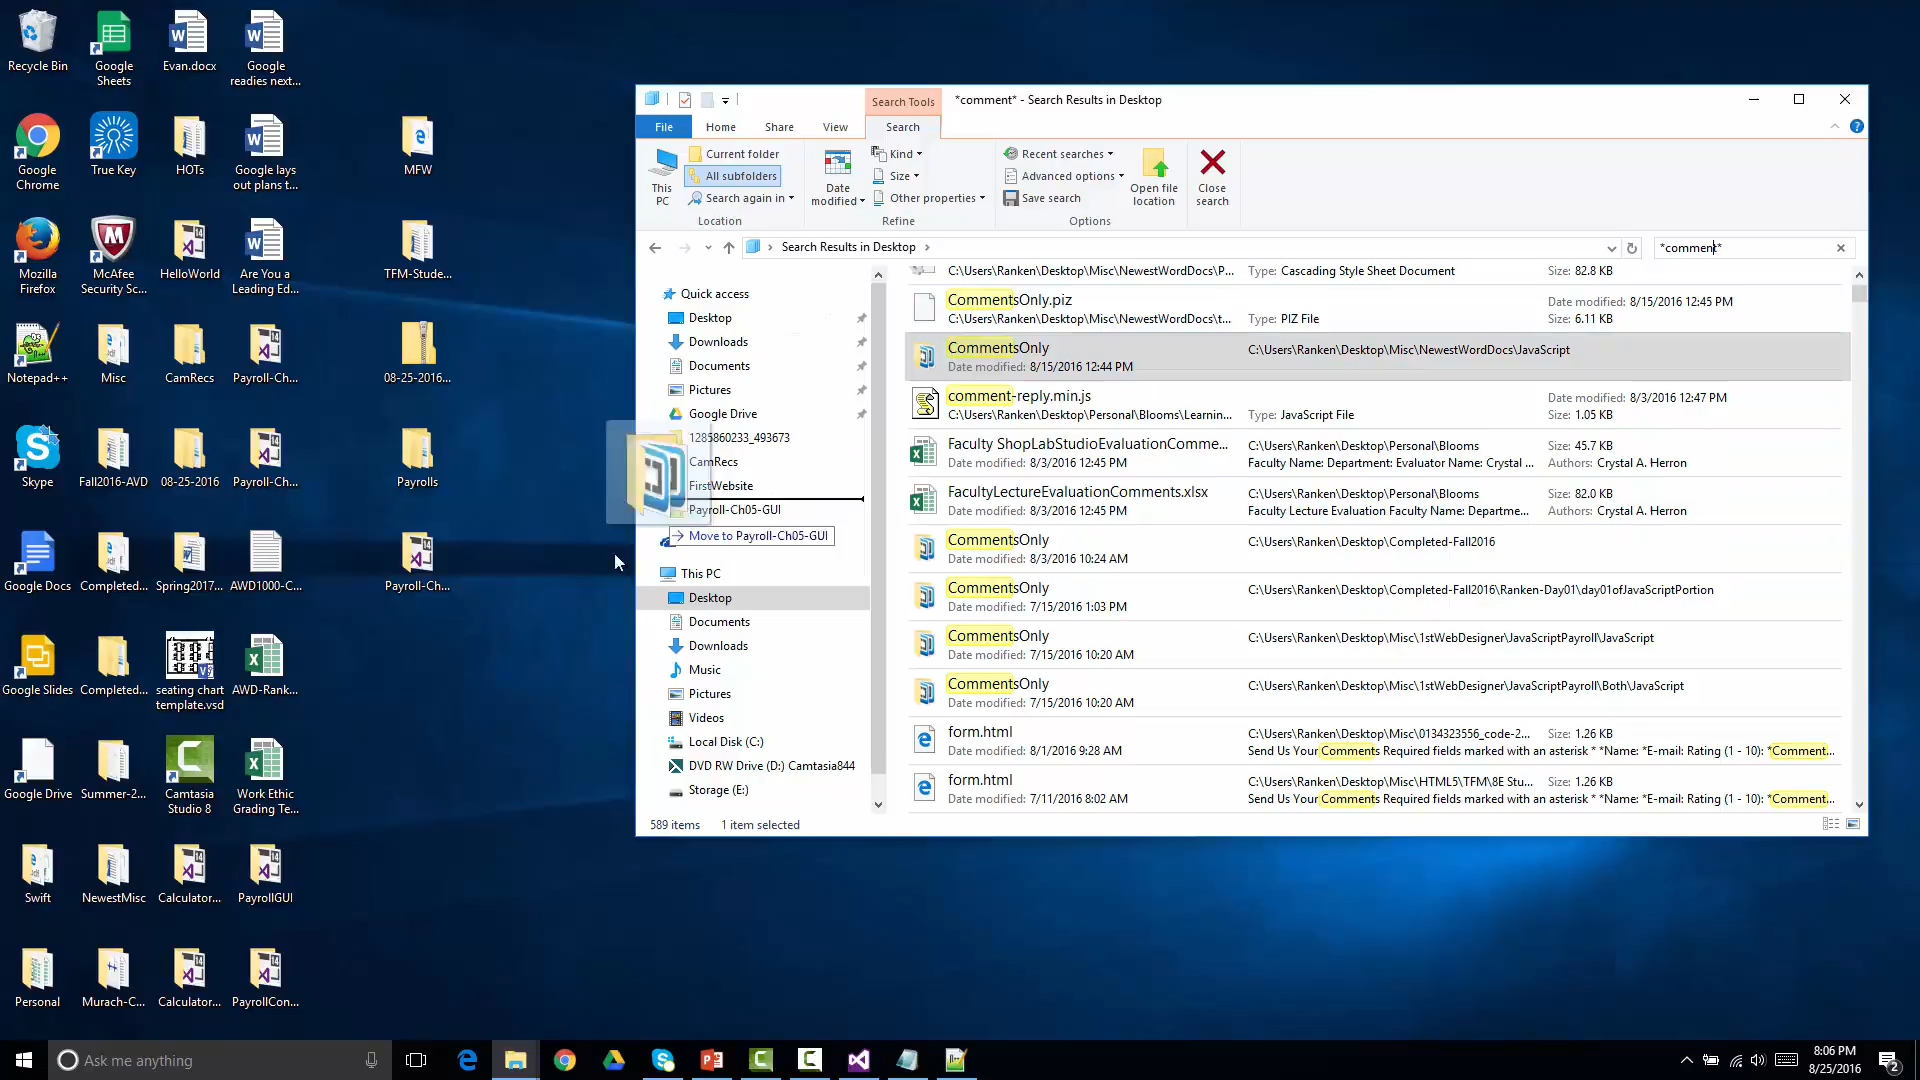 Recycle Bin
Google
Sheets
Evan.docx
Google
readies next...
Google
Chrome
True Key
HOTs
Google lays
out plans t...
MFW
Mozilla
Firefox
McAfee
Security Sc...
HelloWorld
Are You a
Leading Ed...
TFM-Stude...
Notepad++
Misc
CamRecs
Payroll-Ch...
08-25-2016...
Skype
Fall2016-AVD
08-25-2016
Payroll-Ch...
Payrolls
Google Docs
Completed...
Spring2017...
AWD1000-C...
Payroll-Ch...
Google Slides
Completed...
seating chart
template.vsd
AWD-Rank...
Google Drive
Summer-2...
Camtasia
Studio 8
Work Ethic
Grading Te...
Swift
NewestMisc
Calculator...
PayrollGUI
Personal
Murach-C...
Calculator...
PayrollCon...
Search Tools
*comment* - Search Results in Desktop
File
Home
Share
View
Search
This
PC
Current folder
All subfolders
Search again in
Location
Date
modified
Kind
Size
Other properties
Refine
Recent searches
Advanced options
Save search
Options
Open file
location
Close
search
Search Results in Desktop
*comment*
Quick access
Desktop
Downloads
Documents
Pictures
Google Drive
1285860233_493673
CamRecs
FirstWebsite
Payroll-Ch05-GUI
Move to Payroll-Ch05-GUI
This PC
Desktop
Documents
Downloads
Music
Pictures
Videos
Local Disk (C:)
DVD RW Drive (D:) Camtasia844
Storage (E:)
C:\Users\Ranken\Desktop\Misc\NewestWordDocs\P... Type: Cascading Style Sheet Document Size: 82.8 KB
CommentsOnly.piz Date modified: 8/15/2016 12:45 PM
C:\Users\Ranken\Desktop\Misc\NewestWordDocs\t... Type: PIZ File Size: 6.11 KB
CommentsOnly C:\Users\Ranken\Desktop\Misc\NewestWordDocs\JavaScript
Date modified: 8/15/2016 12:44 PM
comment-reply.min.js Date modified: 8/3/2016 12:47 PM
C:\Users\Ranken\Desktop\Personal\Blooms\Learnin... Type: JavaScript File Size: 1.05 KB
Faculty ShopLabStudioEvaluationComme... C:\Users\Ranken\Desktop\Personal\Blooms Size: 45.7 KB
Date modified: 8/3/2016 12:45 PM Faculty Name: Department: Evaluator Name: Crystal ... Authors: Crystal A. Herron
FacultyLectureEvaluationComments.xlsx C:\Users\Ranken\Desktop\Personal\Blooms Size: 82.0 KB
Date modified: 8/3/2016 12:45 PM Faculty Lecture Evaluation Faculty Name: Departme... Authors: Crystal A. Herron
CommentsOnly C:\Users\Ranken\Desktop\Completed-Fall2016
Date modified: 8/3/2016 10:24 AM
CommentsOnly C:\Users\Ranken\Desktop\Completed-Fall2016\Ranken-Day01\day01ofJavaScriptPortion
Date modified: 7/15/2016 1:03 PM
CommentsOnly C:\Users\Ranken\Desktop\Misc\1stWebDesigner\JavaScriptPayroll\JavaScript
Date modified: 7/15/2016 10:20 AM
CommentsOnly C:\Users\Ranken\Desktop\Misc\1stWebDesigner\JavaScriptPayroll\Both\JavaScript
Date modified: 7/15/2016 10:20 AM
form.html C:\Users\Ranken\Desktop\Misc\0134323556_code-2... Size: 1.26 KB
Date modified: 8/1/2016 9:28 AM Send Us Your Comments Required fields marked with an asterisk * *Name: *E-mail: Rating (1 - 10): *Comment...
form.html C:\Users\Ranken\Desktop\Misc\HTML5\TFM\8E Stu... Size: 1.26 KB
Date modified: 7/11/2016 8:02 AM Send Us Your Comments Required fields marked with an asterisk * *Name: *E-mail: Rating (1 - 10): *Comment...
589 items 1 item selected
Ask me anything
8:06 PM
8/25/2016
2